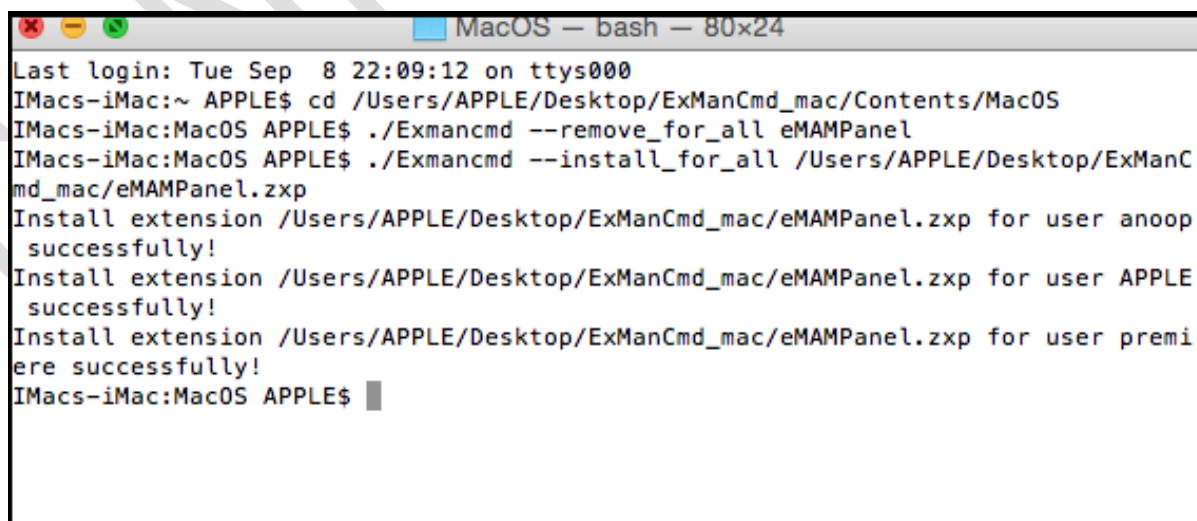 MacOS — bash — 80×24
Last login: Tue Sep  8 22:09:12 on ttys000
IMacs-iMac:~ APPLE$ cd /Users/APPLE/Desktop/ExManCmd_mac/Contents/MacOS
IMacs-iMac:MacOS APPLE$ ./Exmancmd --remove_for_all eMAMPanel
IMacs-iMac:MacOS APPLE$ ./Exmancmd --install_for_all /Users/APPLE/Desktop/ExManC
md_mac/eMAMPanel.zxp
Install extension /Users/APPLE/Desktop/ExManCmd_mac/eMAMPanel.zxp for user anoop
 successfully!
Install extension /Users/APPLE/Desktop/ExManCmd_mac/eMAMPanel.zxp for user APPLE
 successfully!
Install extension /Users/APPLE/Desktop/ExManCmd_mac/eMAMPanel.zxp for user premi
ere successfully!
IMacs-iMac:MacOS APPLE$